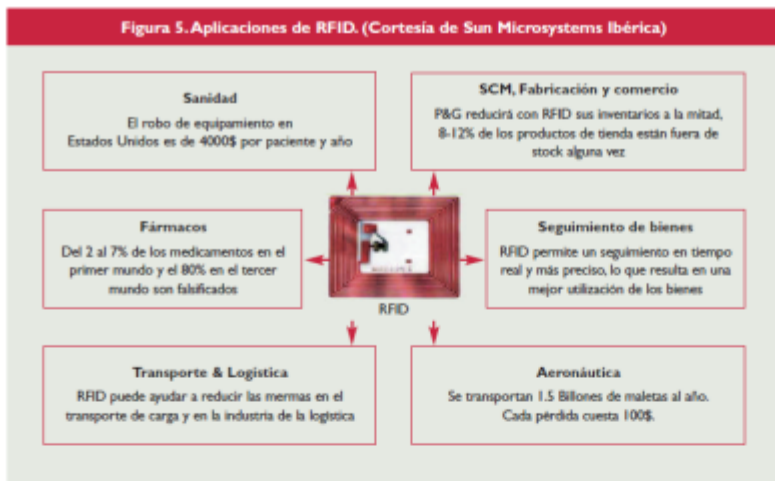 Figura 5. Aplicaciones de RFID. (Cortesía de Sun Microsystems Ibérica)
Sanidad
El robo de equipamiento en
Estados Unidos es de 4000$ por paciente y año
SCM, Fabricación y comercio
P&G reducirá con RFID sus inventarios a la mitad,
8-12% de los productos de tienda están fuera de
stock alguna vez
Fármacos
Del 2 al 7% de los medicamentos en el
primer mundo y el 80% en el tercer
mundo son falsificados
RFID
Seguimiento de bienes
RFID permite un seguimiento en tiempo
real y más preciso, lo que resulta en una
mejor utilización de los bienes
Transporte & Logística
RFID puede ayudar a reducir las mermas en el
transporte de carga y en la industria de la logística
Aeronáutica
Se transportan 1.5 Billones de maletas al año.
Cada pérdida cuesta 100$.